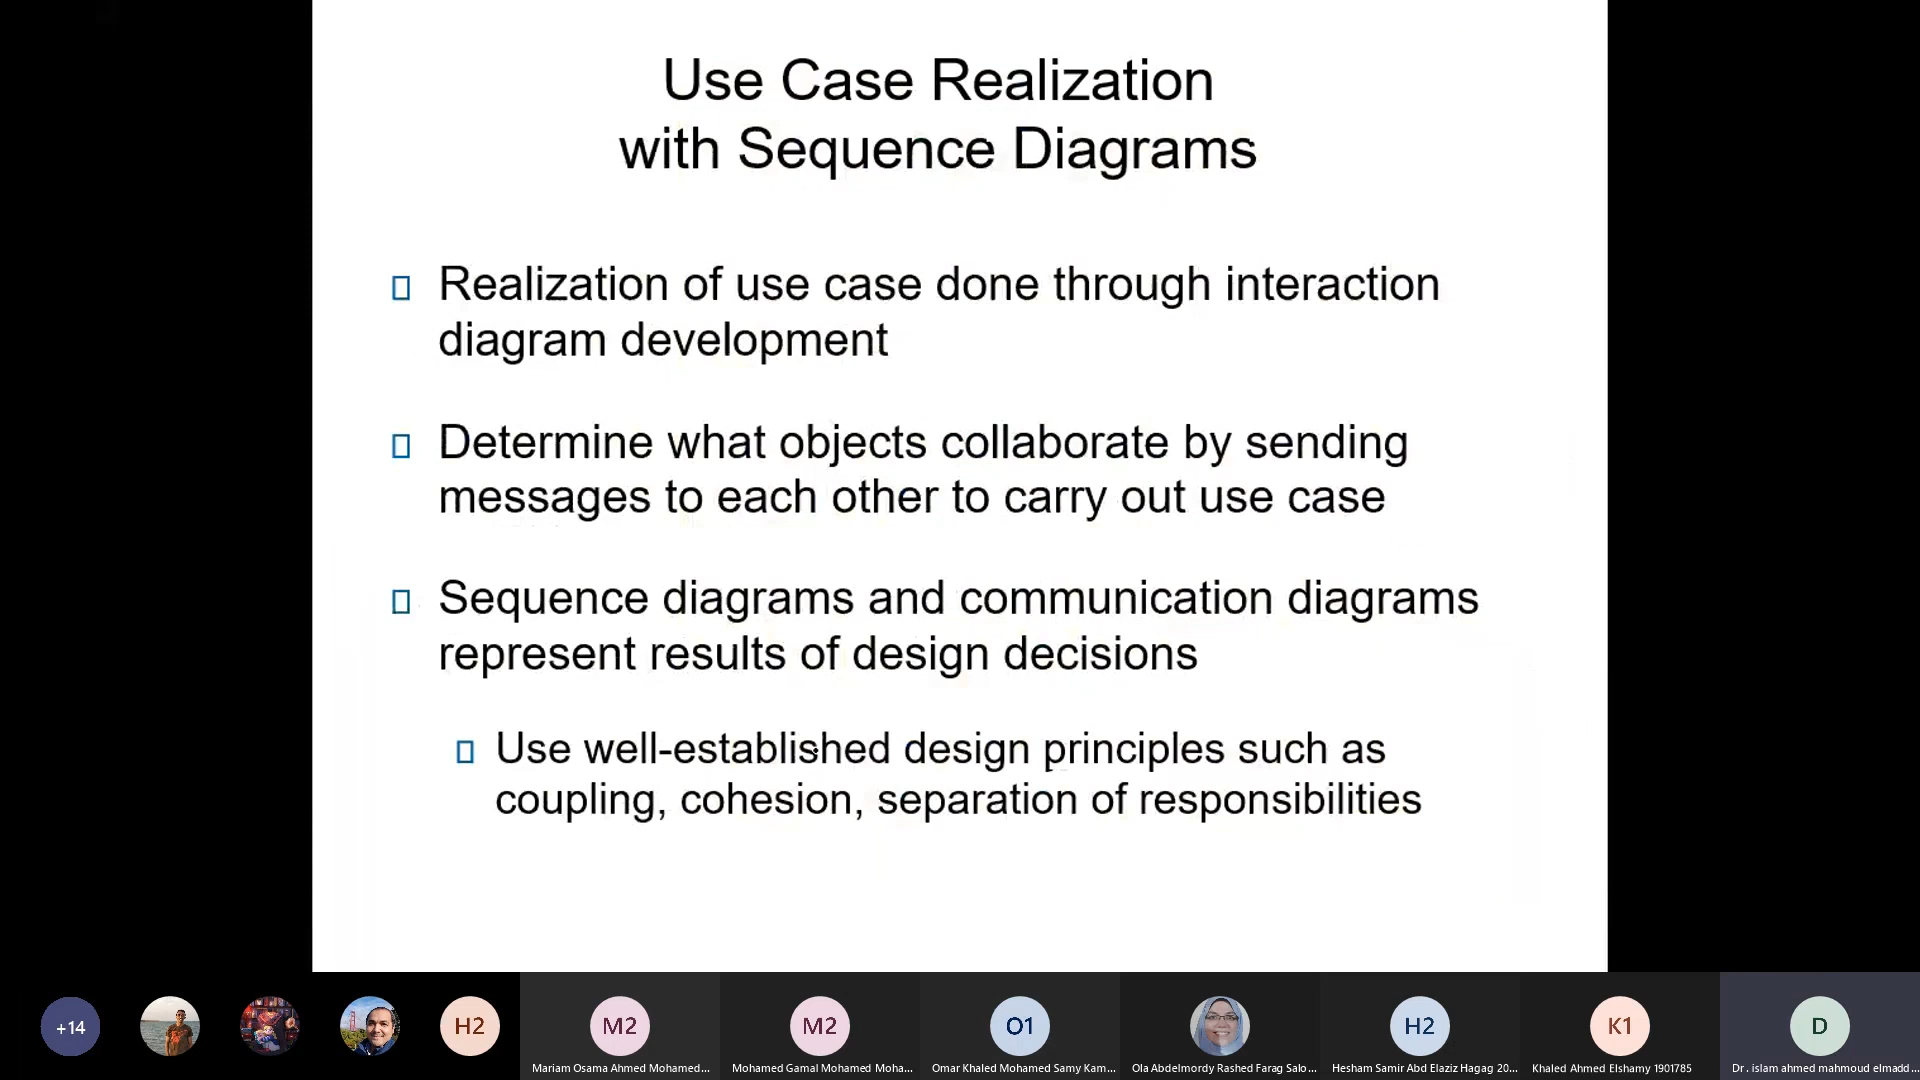 Use Case Realization
with Sequence Diagrams
Realization of use case done through interaction
diagram development
Determine what objects collaborate by sending
messages to each other to carry out use case
Sequence diagrams and communication diagrams
represent results of design decisions
Use well-established design principles such as
coupling, cohesion, separation of responsibilities
+14
H2
M2
M2
O1
H2
K1
D
Mariam Osama Ahmed Mohamed...
Mohamed Gamal Mohamed Moha...
Omar Khaled Mohamed Samy Kam...
Ola Abdelmordy Rashed Farag Salo...
Hesham Samir Abd Elaziz Hagag 20...
Khaled Ahmed Elshamy 1901785
Dr. islam ahmed mahmoud elmadd...